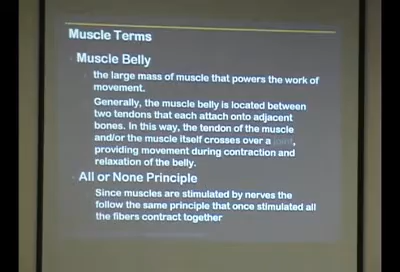 Muscle Terms
Muscle Belly
the large mass of muscle that powers the work of
movement.
Generally, the muscle belly is located between
two tendons that each attach onto adjacent
bones. In this way, the tendon of the muscle
and/or the muscle itself crosses over a joint,
providing movement during contraction and
relaxation of the belly.
All or None Principle
Since muscles are stimulated by nerves the
follow the same principle that once stimulated all
the fibers contract together